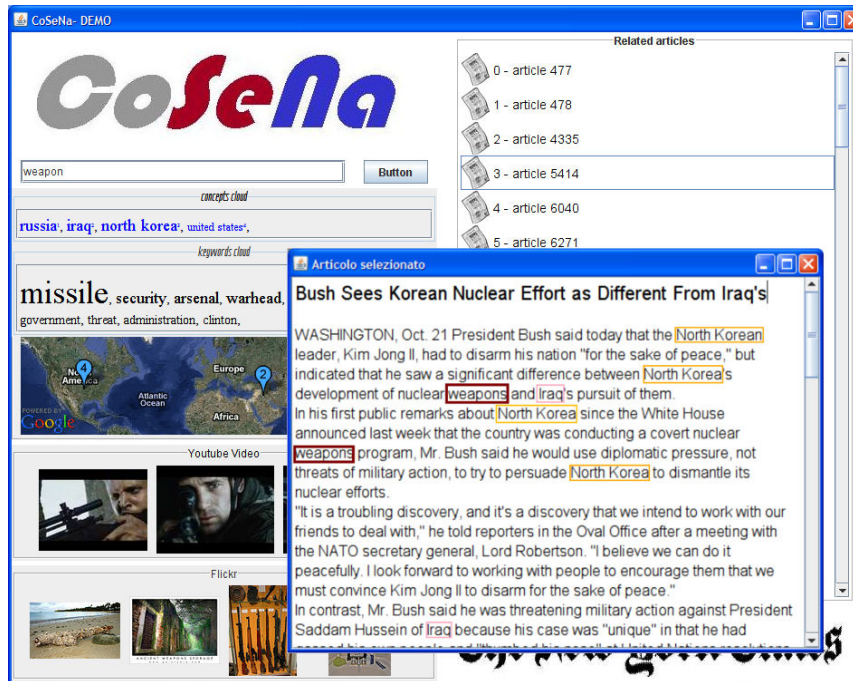 CoSeNa- DEMO
CoSeNa
weapon
Button
concepts cloud
russia¹, iraq², north korea³, united states⁴,
keywords cloud
missile, security, arsenal, warhead,
government, threat, administration, clinton,
North
4
Europe
2
Atlantic
Ocean
Africa
POWERED BY
Google
Youtube Video
Flickr
ANCIENT WEAPONS STORAGE
Related articles
0 - article 477
1 - article 478
2 - article 4335
3 - article 5414
4 - article 6040
5 - article 6271
Articolo selezionato
Bush Sees Korean Nuclear Effort as Different From Iraq's
WASHINGTON, Oct. 21 President Bush said today that the North Korean
leader, Kim Jong Il, had to disarm his nation "for the sake of peace," but
indicated that he saw a significant difference between North Korea's
development of nuclear weapons and Iraq's pursuit of them.
In his first public remarks about North Korea since the White House
announced last week that the country was conducting a covert nuclear
weapons program, Mr. Bush said he would use diplomatic pressure, not
threats of military action, to try to persuade North Korea to dismantle its
nuclear efforts.
"It is a troubling discovery, and it's a discovery that we intend to work with our
friends to deal with," he told reporters in the Oval Office after a meeting with
the NATO secretary general, Lord Robertson. "I believe we can do it
peacefully. I look forward to working with people to encourage them that we
must convince Kim Jong Il to disarm for the sake of peace."
In contrast, Mr. Bush said he was threatening military action against President
Saddam Hussein of Iraq because his case was "unique" in that he had